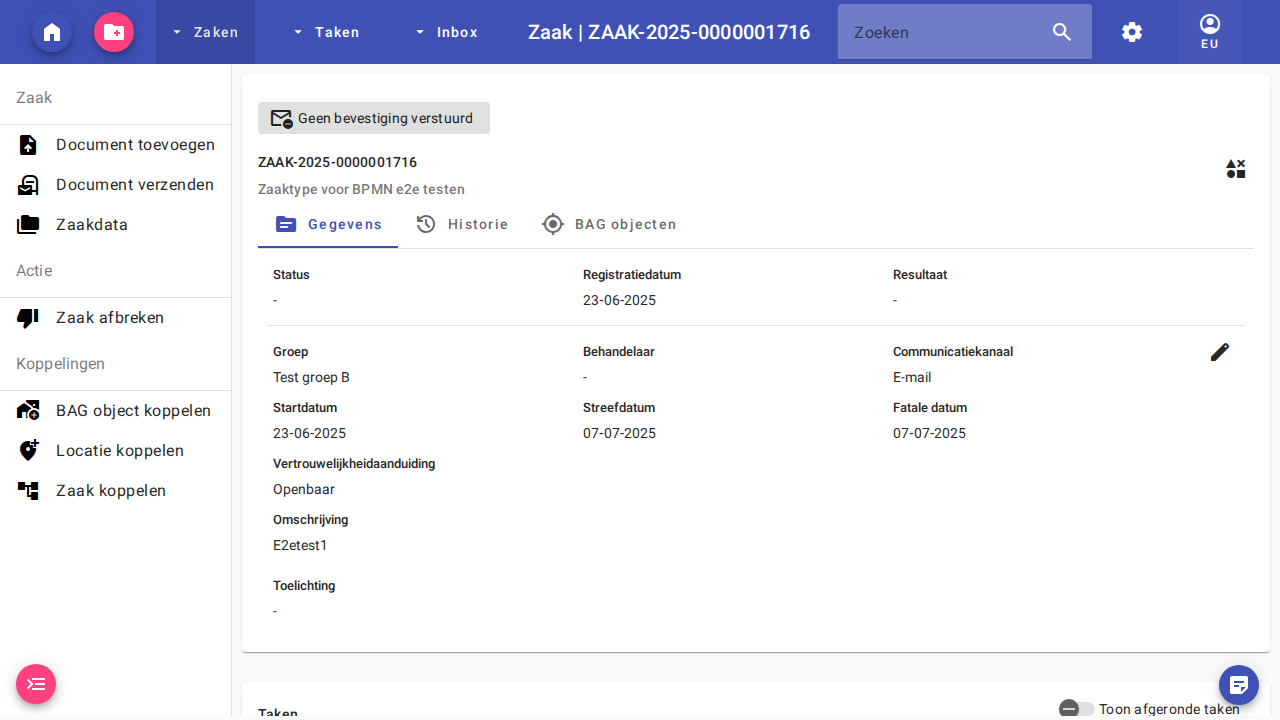 Zaken
Taken
Inbox
Zaak | ZAAK-2025-0000001716
Zoeken
EU
Zaak
Document toevoegen
Document verzenden
Zaakdata
Actie
Zaak afbreken
Koppelingen
BAG object koppelen
Locatie koppelen
Zaak koppelen
Geen bevestiging verstuurd
ZAAK-2025-0000001716
Zaaktype voor BPMN e2e testen
Gegevens Historie BAG objecten
Status Registratiedatum Resultaat
- 23-06-2025 -
Groep Behandelaar Communicatiekanaal
Test groep B - E-mail
Startdatum Streefdatum Fatale datum
23-06-2025 07-07-2025 07-07-2025
Vertrouwelijkheidaanduiding
Openbaar
Omschrijving
E2etest1
Toelichting
-
Taken Toon afgeronde taken